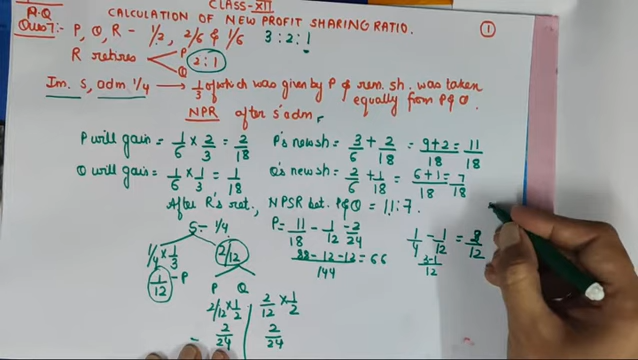 CLASS-XII
P.Q
CALCULATION OF NEW PROFIT SHARING RATIO. 1
Quest:- P, Q, R - 1/2, 2/6 & 1/6 3:2:1
R retires P Q 2:1
Im. S, adm 1/4 → 1/3 of which was given by P & rem. sh. was taken
equally from P & Q.
NPR after S'adm.
P will gain = 1/6 × 2/3 = 2/18 P's new sh = 3/6 + 2/18 = 9+2/18 = 11/18
Q will gain = 1/6 × 1/3 = 1/18 Q's new sh = 2/6 + 1/18 = 6+1/18 = 7/18
After R's ret, NPSR bet. P & Q = 11:7.
S:- 1/4
P = 11/18 - 1/12 - 2/24
1/4 - 1/12 = 2/12
1/4 × 1/3 2/12
88-12-12/144 = 66
3-1/12
1/12 - P
P Q
2/12 × 1/2 2/12 × 1/2
= 2/24 2/24